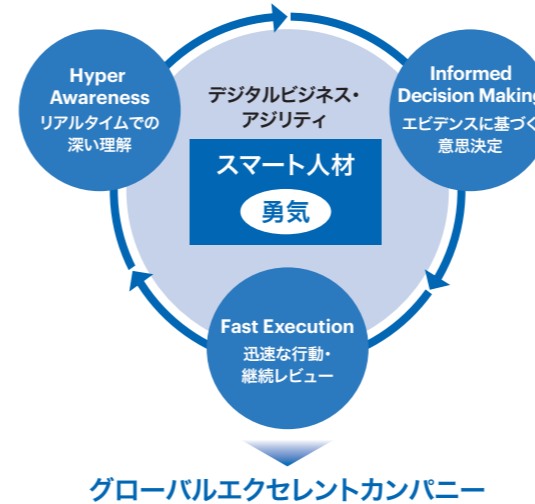 Hyper
Awareness
リアルタイムでの
深い理解
デジタルビジネス・
アジリティ
スマート人材
勇気
Informed
Decision Making
エビデンスに基づく
意思決定
Fast Execution
迅速な行動・
継続レビュー
グローバルエクセレントカンパニー